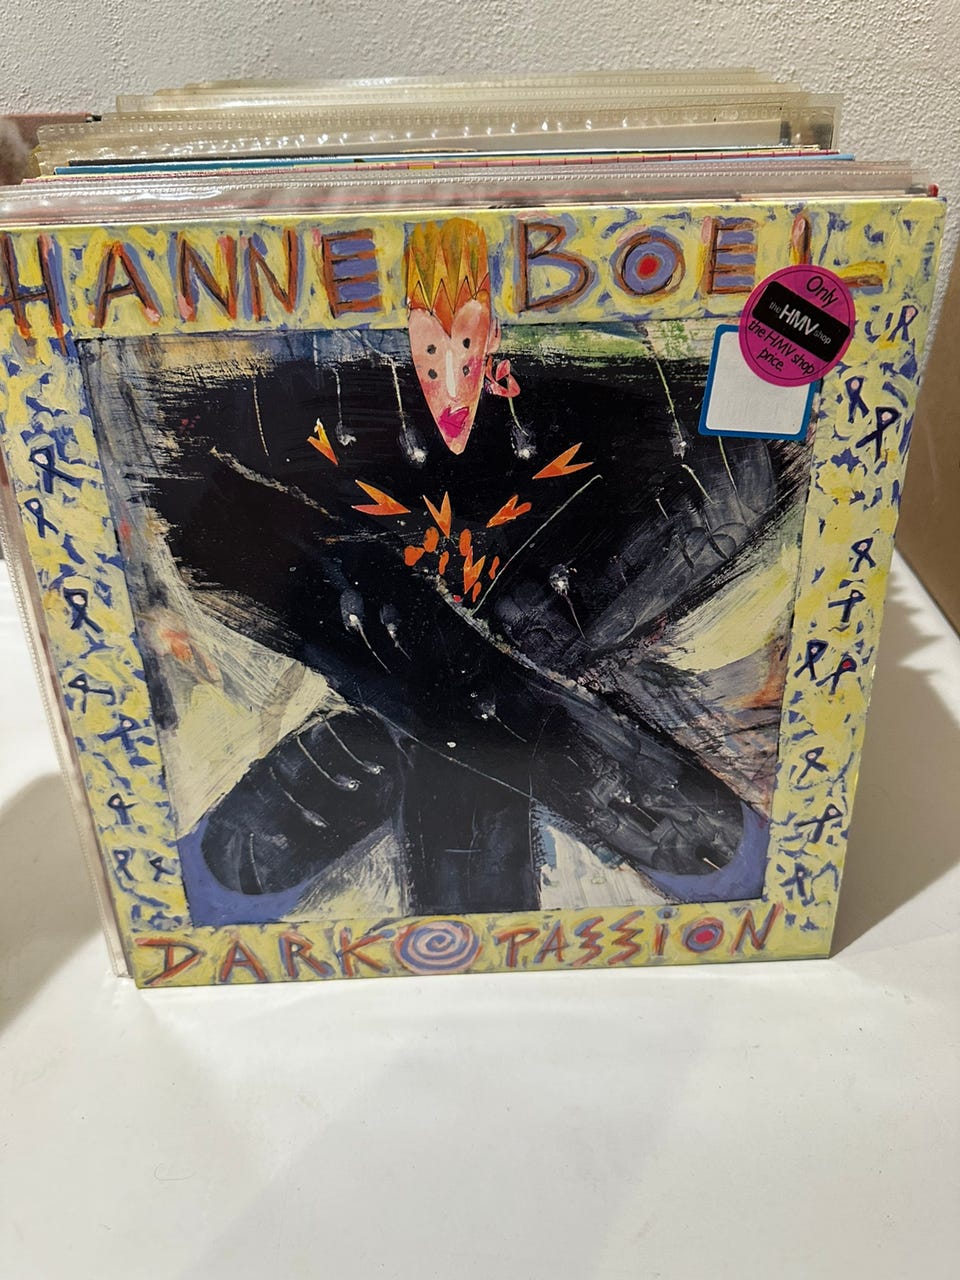 HANNE BOEL
Only
the HMV shop
the HMV shop
price
DARK PASSION